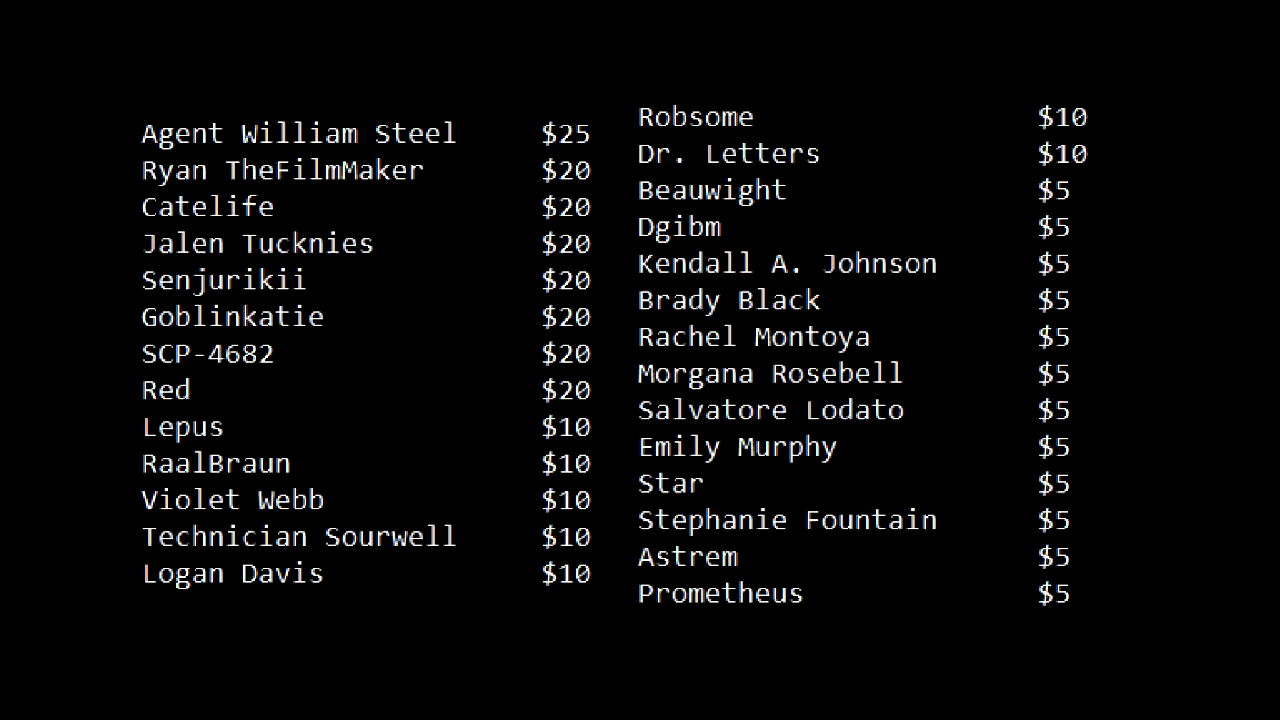 Agent William Steel $25
Ryan TheFilmMaker $20
Catelife $20
Jalen Tucknies $20
Senjurikii $20
Goblinkatie $20
SCP-4682 $20
Red $20
Lepus $10
RaalBraun $10
Violet Webb $10
Technician Sourwell $10
Logan Davis $10
Robsome $10
Dr. Letters $10
Beauwight $5
Dgibm $5
Kendall A. Johnson $5
Brady Black $5
Rachel Montoya $5
Morgana Rosebell $5
Salvatore Lodato $5
Emily Murphy $5
Star $5
Stephanie Fountain $5
Astrem $5
Prometheus $5